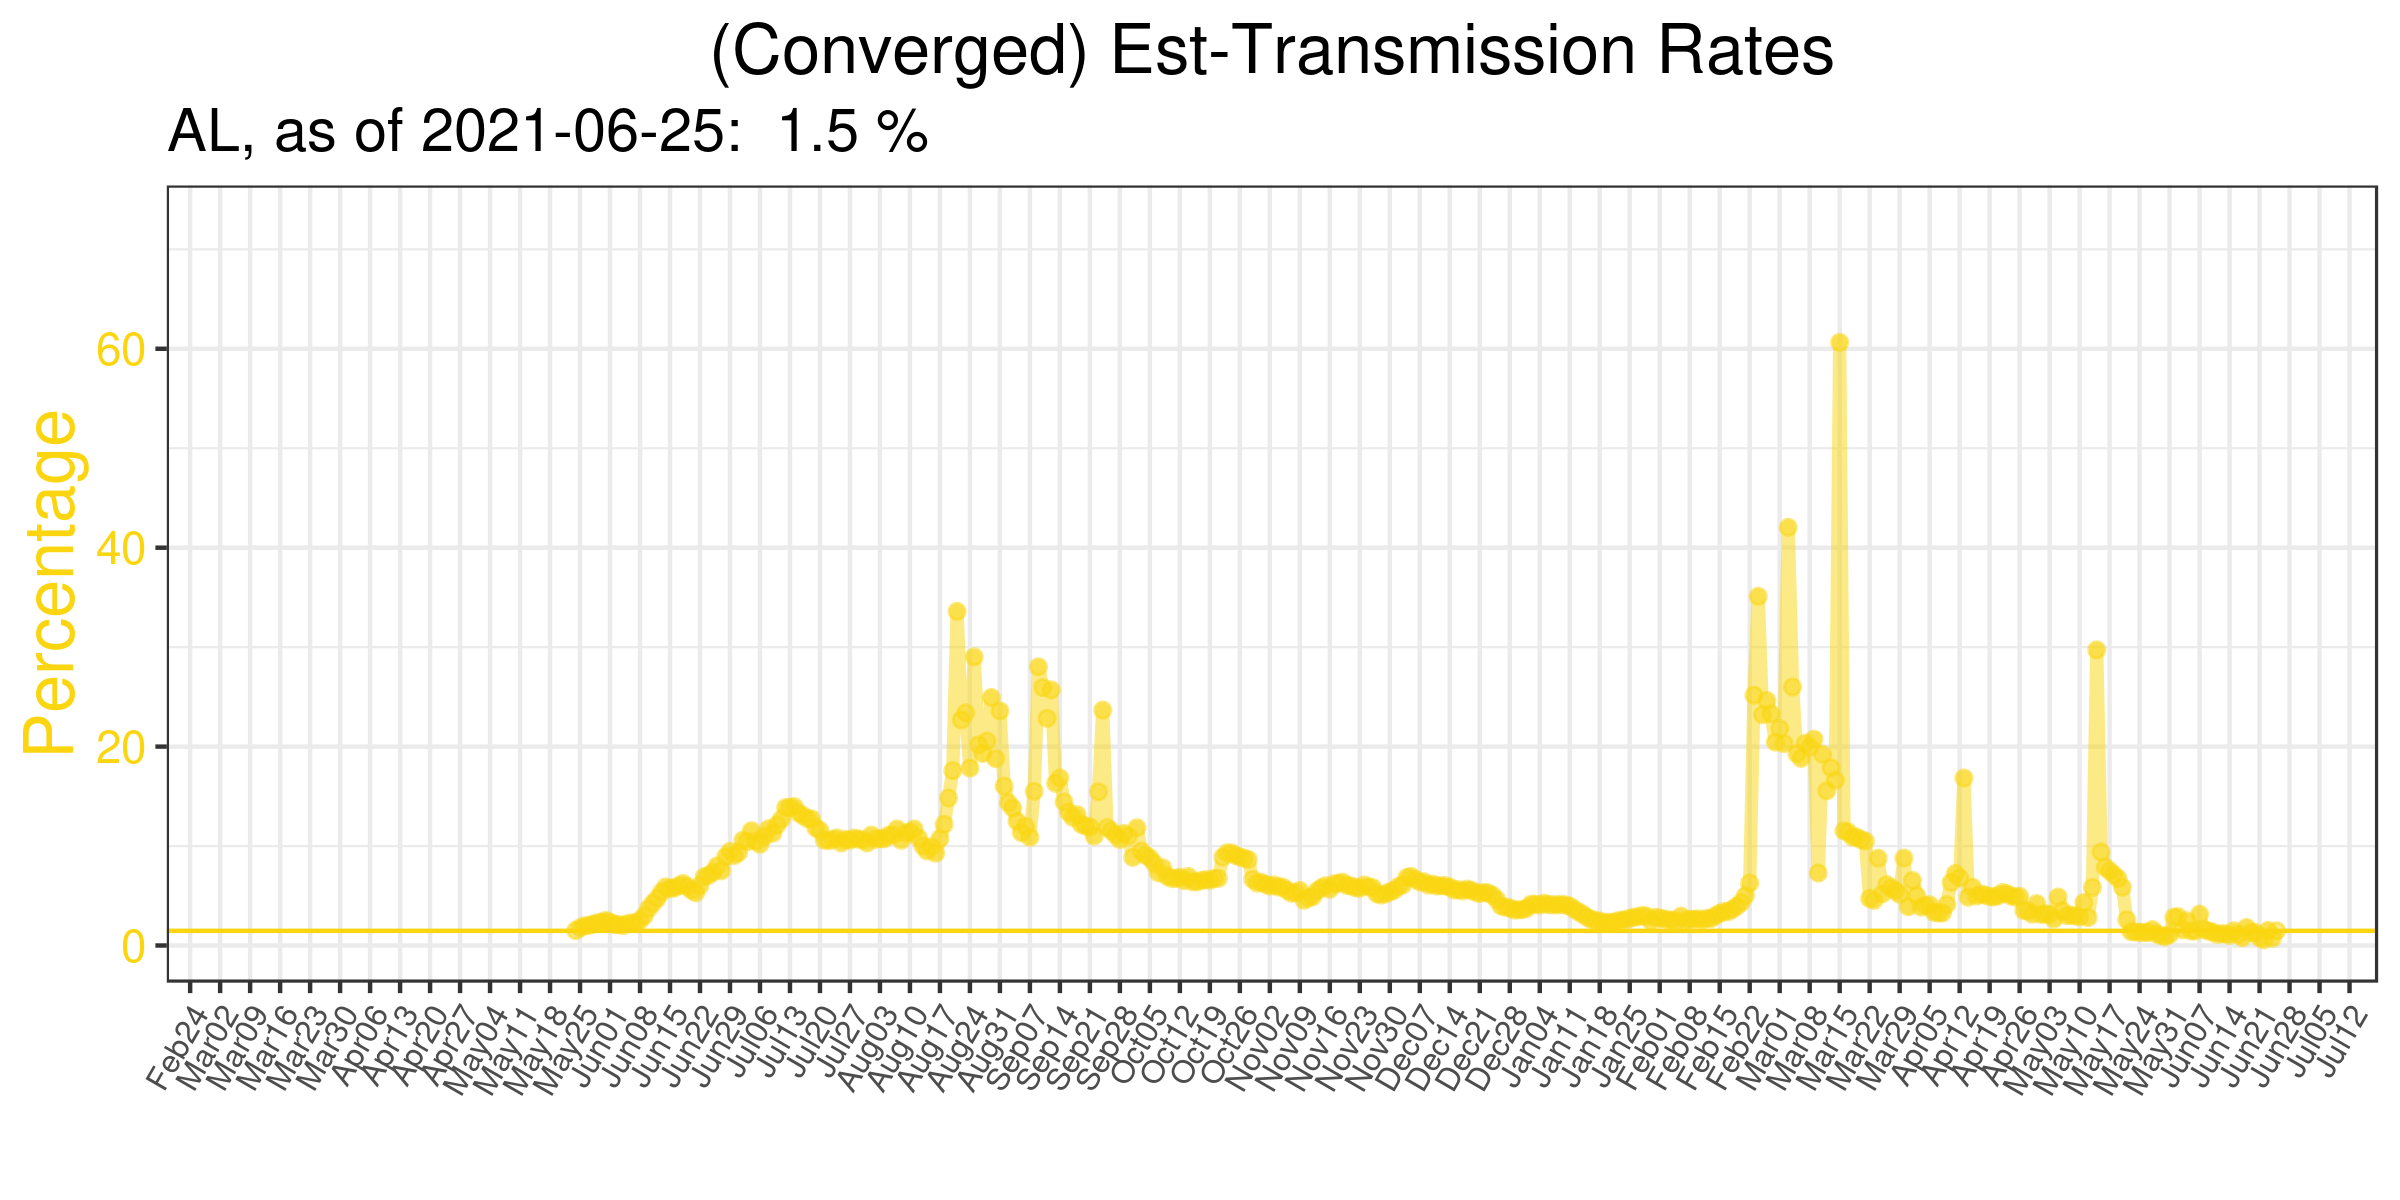 (Converged) Est-Transmission Rates
AL, as of 2021-06-25:  1.5 %
Percentage
60
40
20
0
Feb24
Mar02
Mar09
Mar16
Mar23
Mar30
Apr06
Apr13
Apr20
Apr27
May04
May11
May18
May25
Jun01
Jun08
Jun15
Jun22
Jun29
Jul06
Jul13
Jul20
Jul27
Aug03
Aug10
Aug17
Aug24
Aug31
Sep07
Sep14
Sep21
Sep28
Oct05
Oct12
Oct19
Oct26
Nov02
Nov09
Nov16
Nov23
Nov30
Dec07
Dec14
Dec21
Dec28
Jan04
Jan11
Jan18
Jan25
Feb01
Feb08
Feb15
Feb22
Mar01
Mar08
Mar15
Mar22
Mar29
Apr05
Apr12
Apr19
Apr26
May03
May10
May17
May24
May31
Jun07
Jun14
Jun21
Jun28
Jul05
Jul12